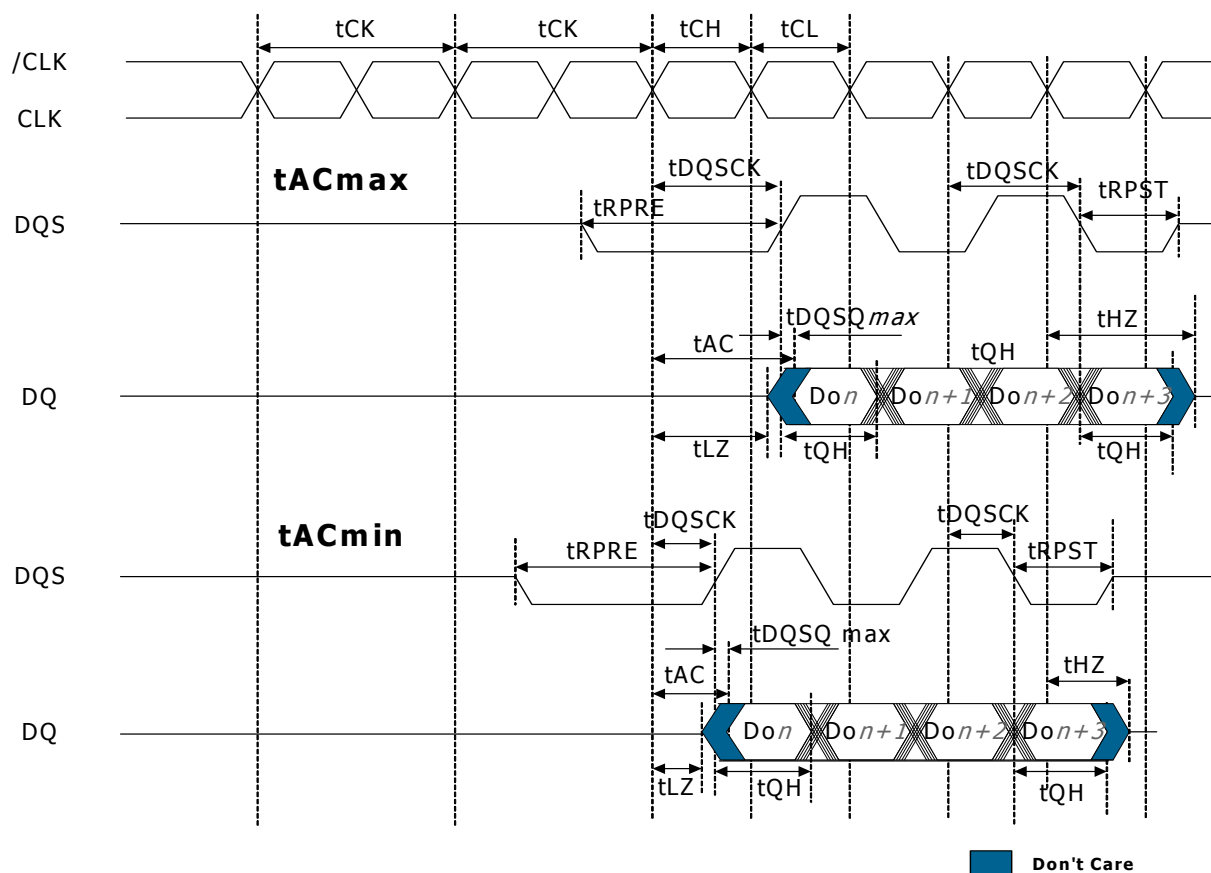 tCK tCK tCH tCL
/CLK
CLK
tACmax
tDQSCK tDQSCK
tRPRE tRPST
DQS
tDQSQmax tHZ
tAC tQH
DQ Don Don+1 Don+2 Don+3
tLZ tQH tQH
tDQSCK tDQSCK
tACmin
tRPRE tRPST
DQS
tDQSQ max
tAC tHZ
DQ Don Don+1 Don+2 Don+3
tLZ tQH tQH
Don't Care